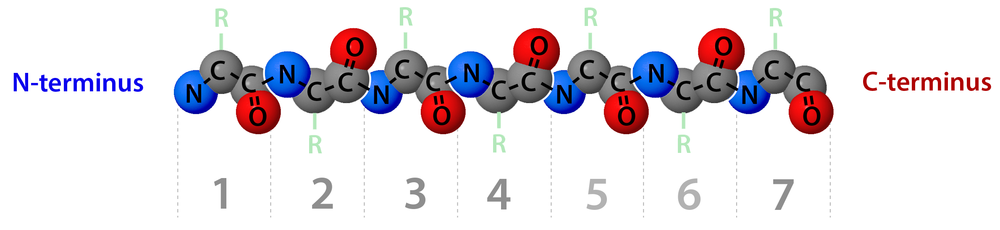 R R R R
O O O
N-terminus N C C N C C N C C N C C N C C N C C N C C C-terminus
O O O O
R R R
1 2 3 4 5 6 7